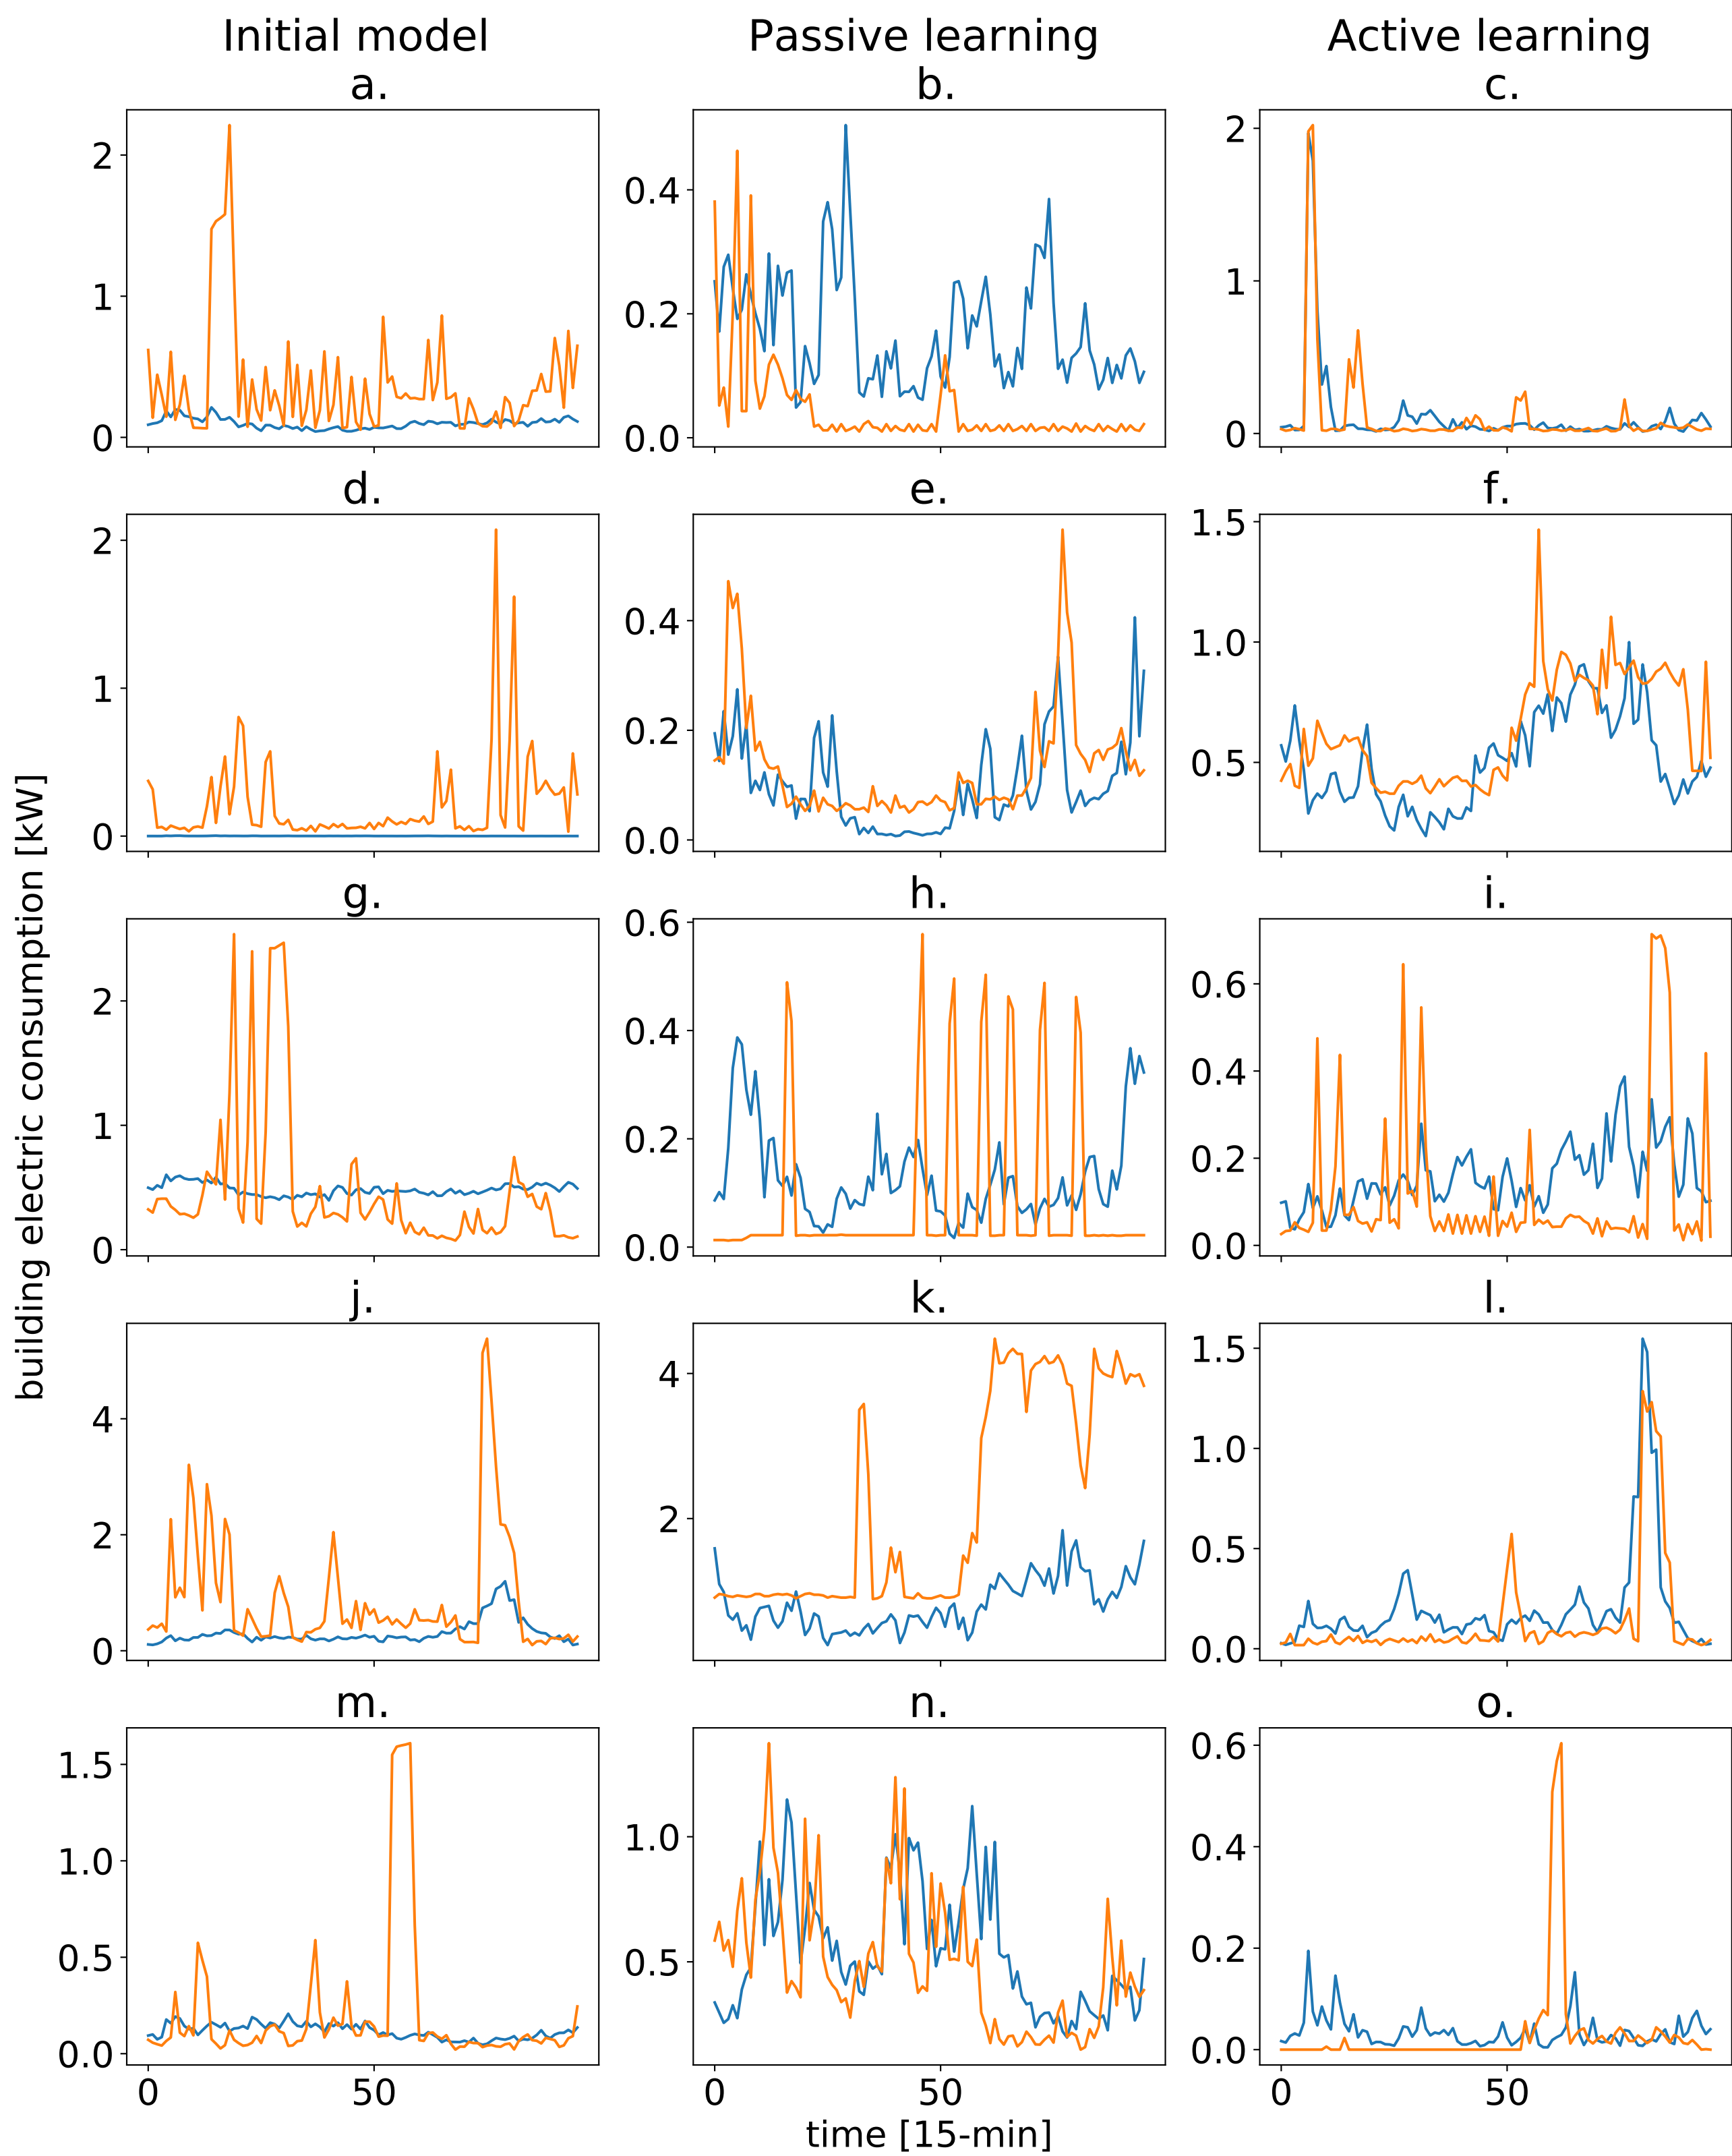 Initial model
Passive learning
Active learning
a.
b.
c.
2
1
0
0.4
0.2
0.0
2
1
0
d.
e.
f.
2
1
0
0.4
0.2
0.0
1.5
1.0
0.5
g.
h.
i.
2
1
0
0.6
0.4
0.2
0.0
0.6
0.4
0.2
0.0
j.
k.
l.
4
2
0
4
2
1.5
1.0
0.5
0.0
m.
n.
o.
1.5
1.0
0.5
0.0
1.0
0.5
0.6
0.4
0.2
0.0
0
50
0
50
0
50
time [15-min]
building electric consumption [kW]